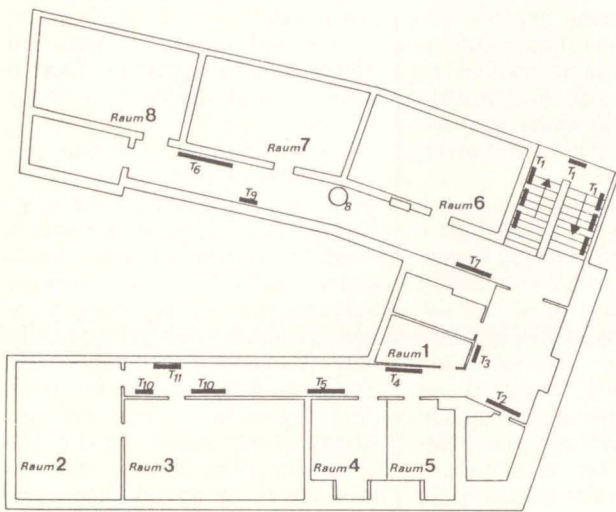 Raum 8
Raum 7
Raum 6
T6
T9
8
T1
T1
T1
T7
Raum 1
T3
T4
T2
T11
T10
T10
T5
Raum 2
Raum 3
Raum 4
Raum 5